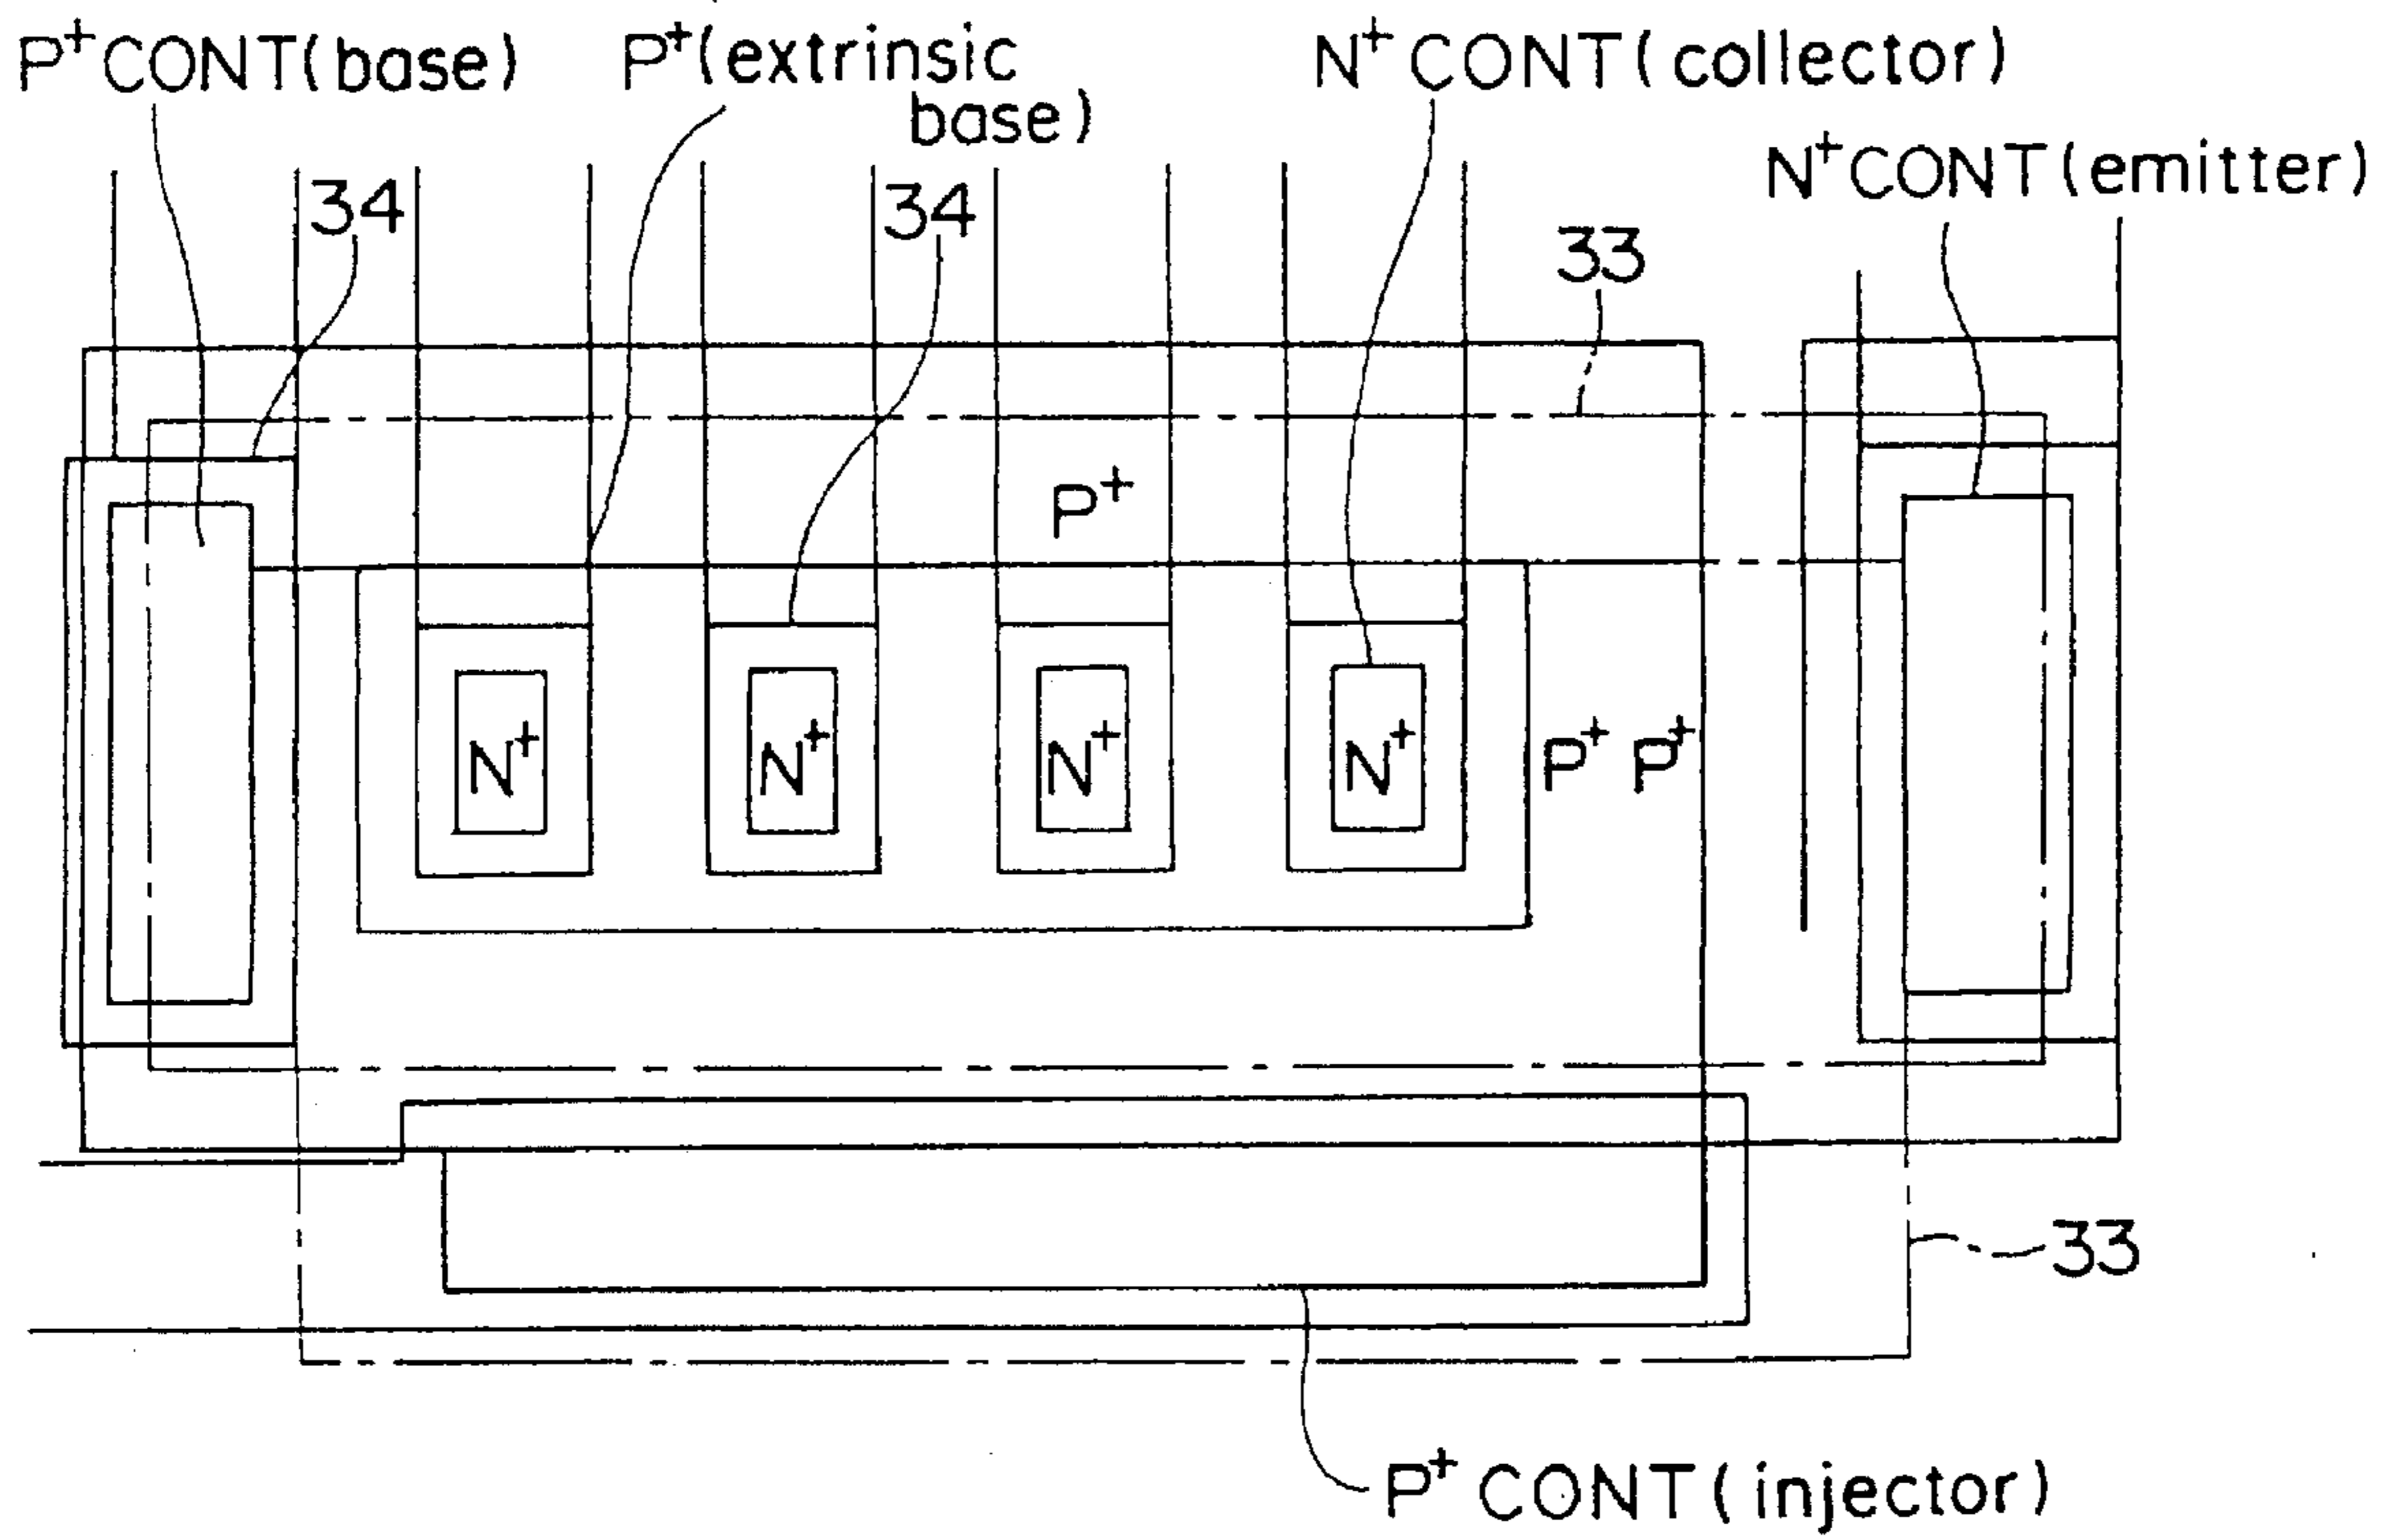 P⁺CONT(base)
P⁺(extrinsic
base)
N⁺CONT(collector)
N⁺CONT(emitter)
34
34
33
P⁺
N⁺
N⁺
N⁺
N⁺
P⁺ P⁺
33
P⁺ CONT(injector)